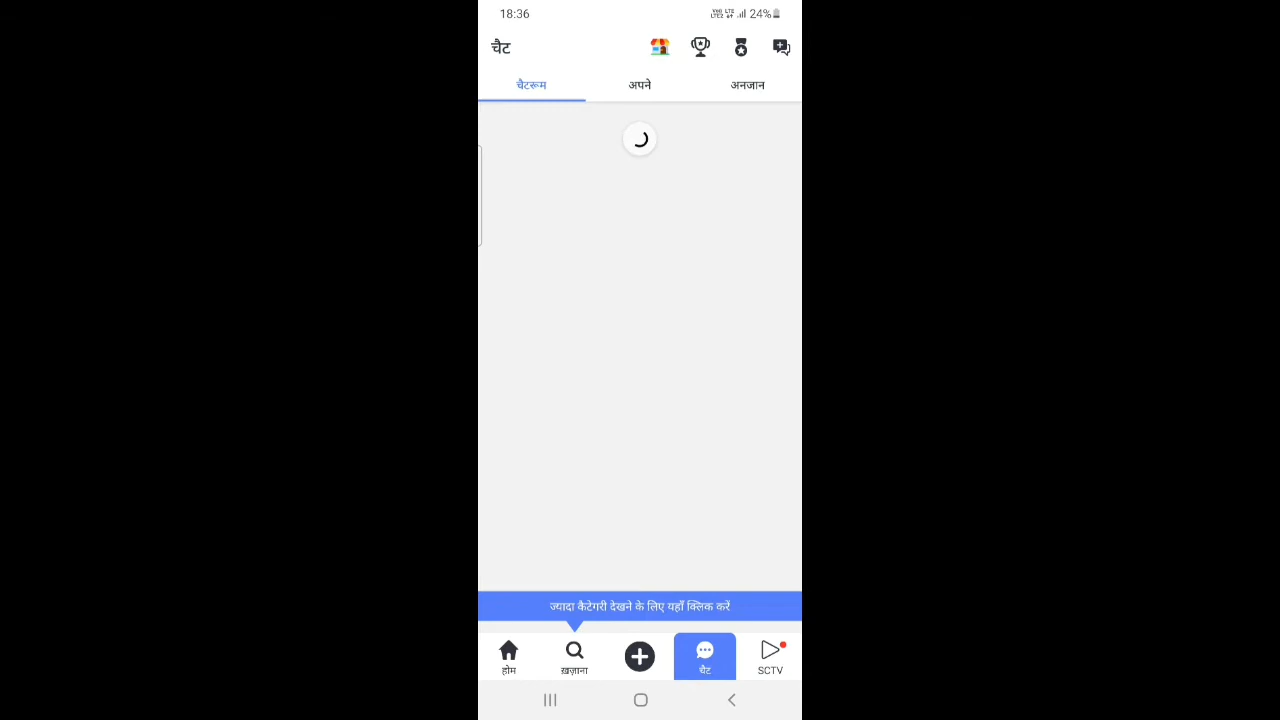 18:36
24%
चैट
चैटरूम अपने अनजान
ज्यादा कैटेगरी देखने के लिए यहाँ क्लिक करें
होम ख़ज़ाना चैट SCTV